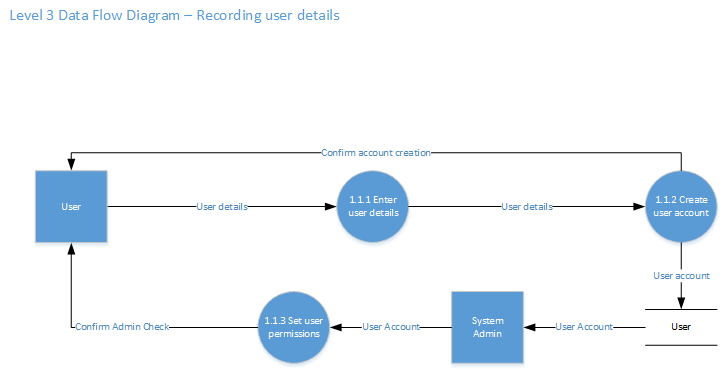 Level 3 Data Flow Diagram – Recording user details
Confirm account creation
User
User details
1.1.1 Enter
user details
User details
1.1.2 Create
user account
User account
Confirm Admin Check
1.1.3 Set user
permissions
User Account
System
Admin
User Account
User